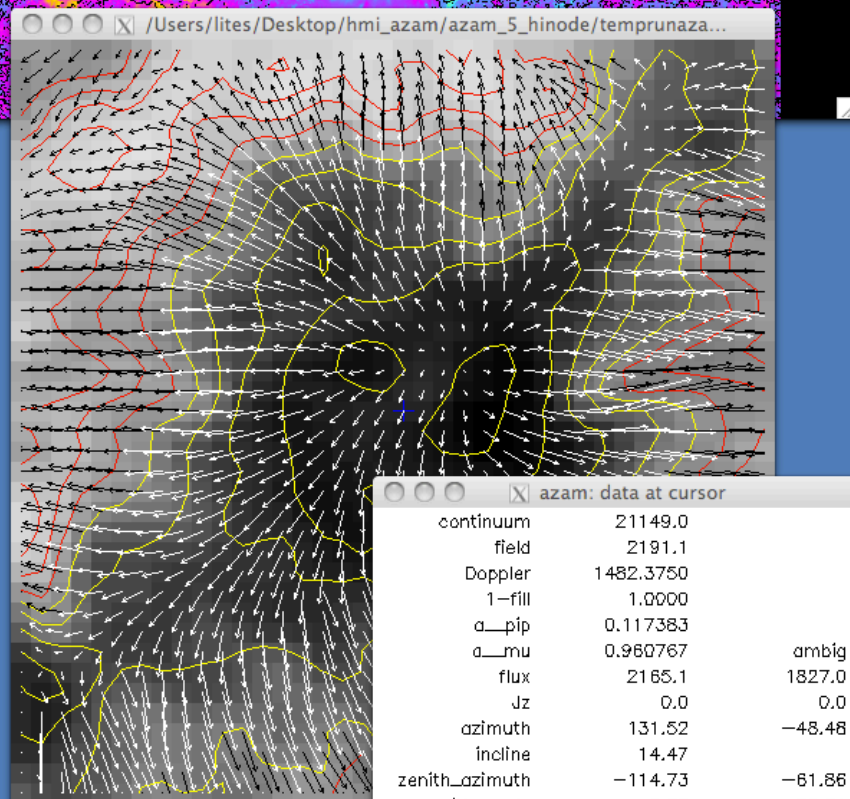 /Users/lites/Desktop/hmi_azam/azam_5_hinode/temprunaza...
azam: data at cursor
continuum 21149.0
field 2191.1
Doppler 1482.3750
1-fill 1.0000
a__pip 0.117383
a__mu 0.960767 ambig
flux 2165.1 1827.0
Jz 0.0 0.0
azimuth 131.52 -48.48
incline 14.47
zenith_azimuth -114.73 -61.86